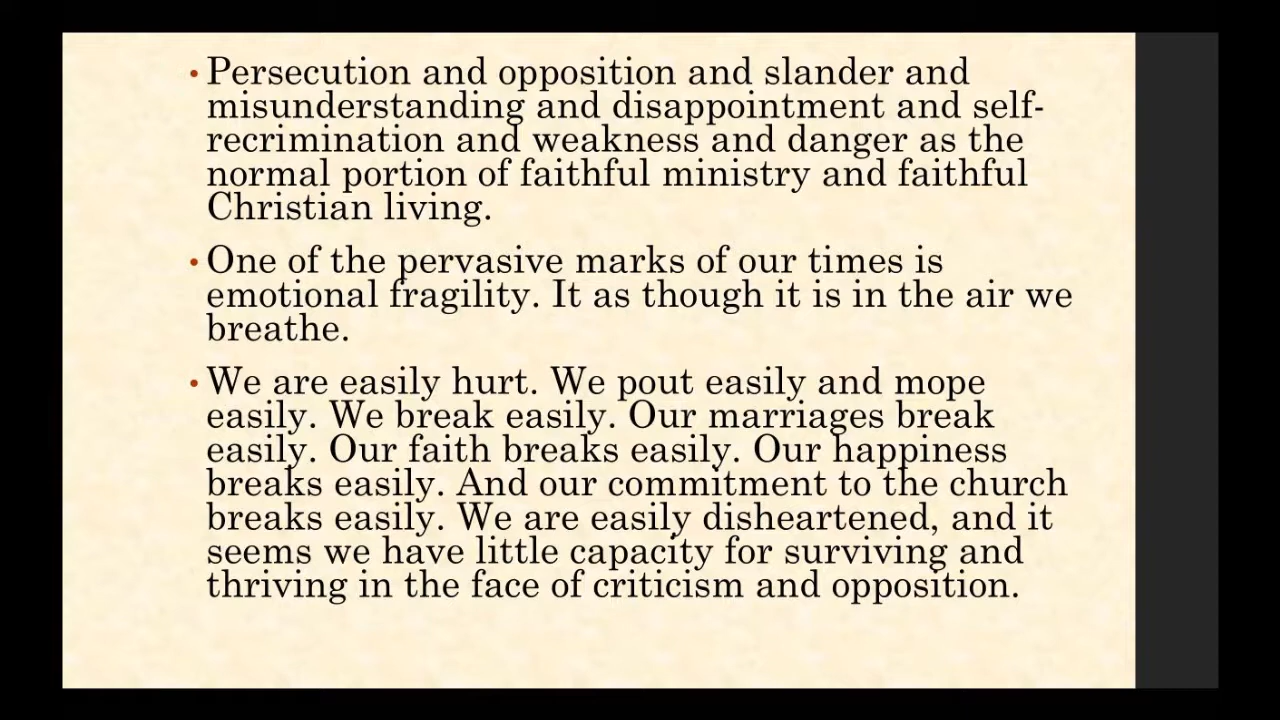 • Persecution and opposition and slander and
misunderstanding and disappointment and self-
recrimination and weakness and danger as the
normal portion of faithful ministry and faithful
Christian living.
• One of the pervasive marks of our times is
emotional fragility. It as though it is in the air we
breathe.
• We are easily hurt. We pout easily and mope
easily. We break easily. Our marriages break
easily. Our faith breaks easily. Our happiness
breaks easily. And our commitment to the church
breaks easily. We are easily disheartened, and it
seems we have little capacity for surviving and
thriving in the face of criticism and opposition.